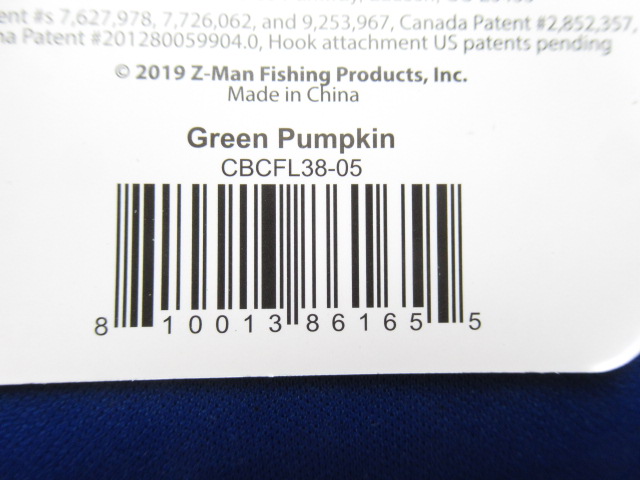 ent #s 7,627,978, 7,726,062, and 9,253,967, Canada Patent #2,852,357,
na Patent #201280059904.0, Hook attachment US patents pending
© 2019 Z-Man Fishing Products, Inc.
Made in China
Green Pumpkin
CBCFL38-05
8 10013 86165 5